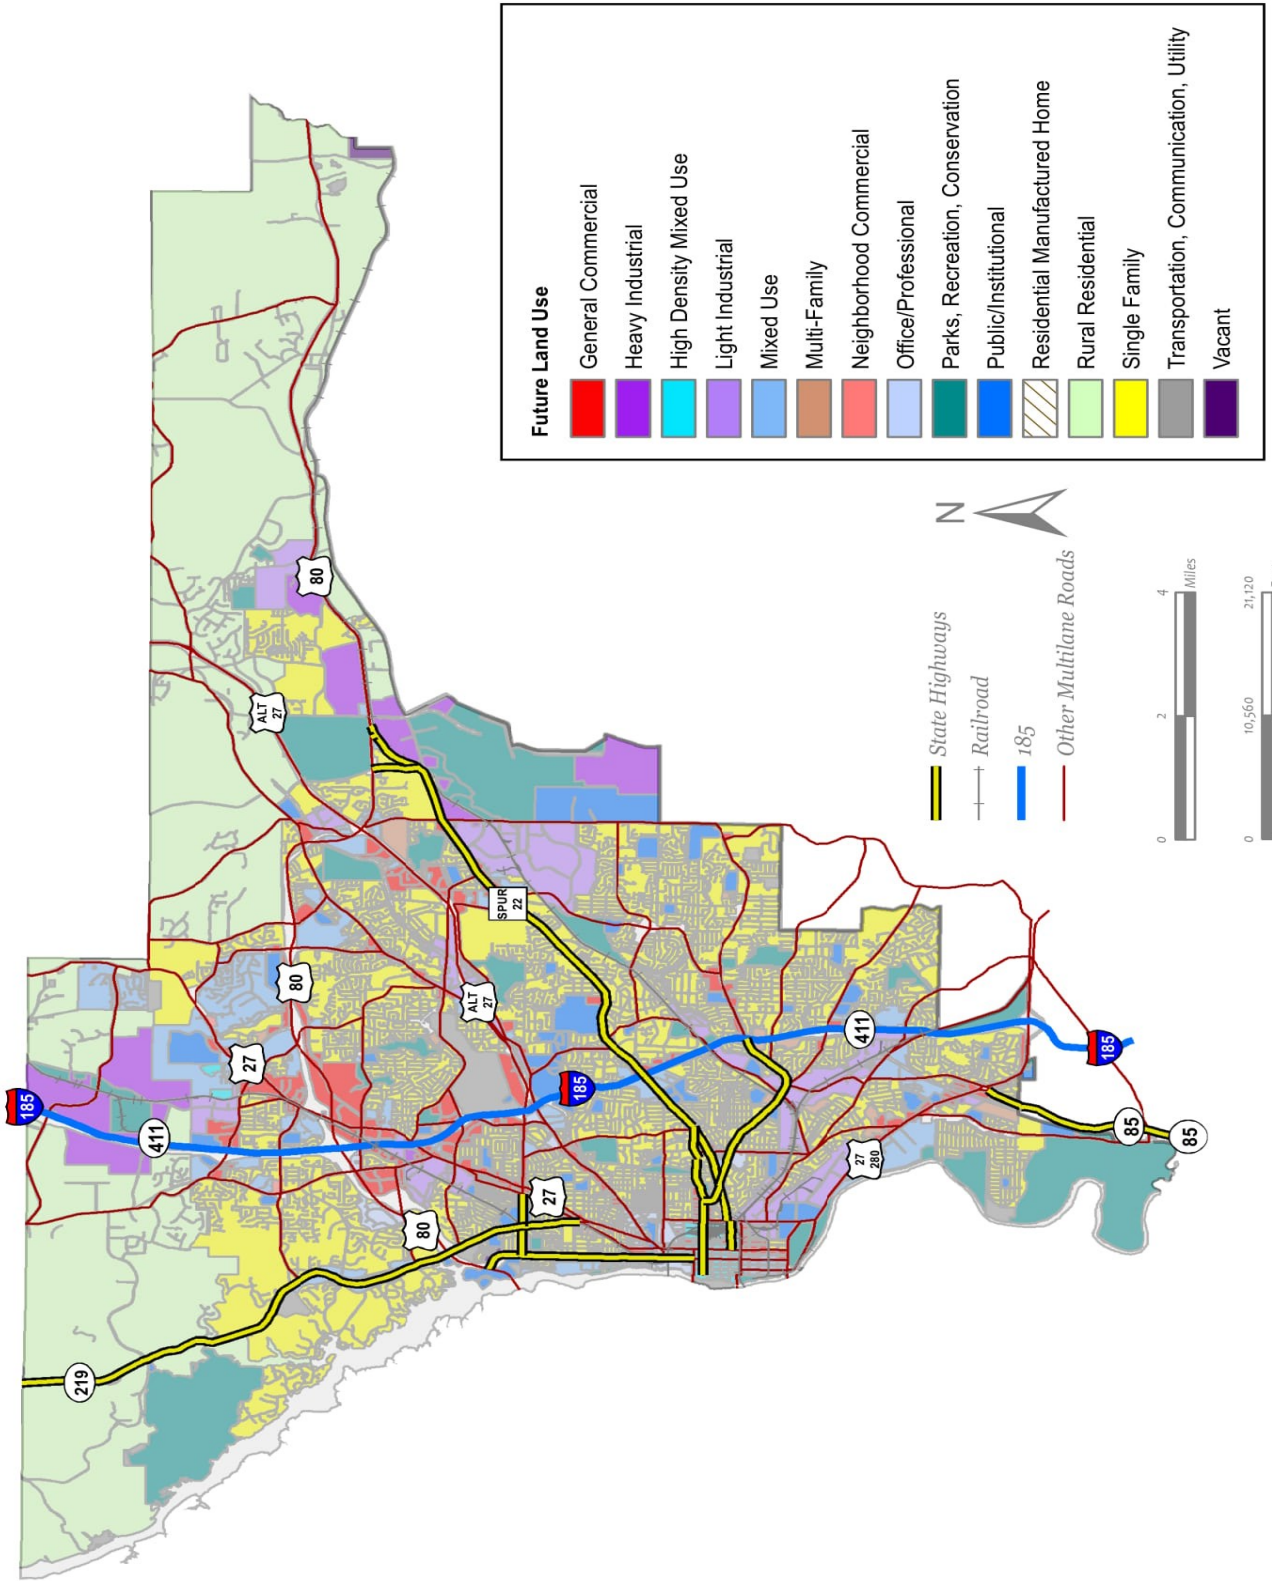 Future Land Use
General Commercial
Heavy Industrial
High Density Mixed Use
Light Industrial
Mixed Use
Multi-Family
Neighborhood Commercial
Office/Professional
Parks, Recreation, Conservation
Public/Institutional
Residential Manufactured Home
Rural Residential
Single Family
Transportation, Communication, Utility
Vacant
N
State Highways
Railroad
185
Other Multilane Roads
0 2 4
Miles
0 10,560 21,120
185
411
219
27
80
80
ALT
27
80
ALT
27
SPUR
22
80
27
185
411
27
280
185
85
85